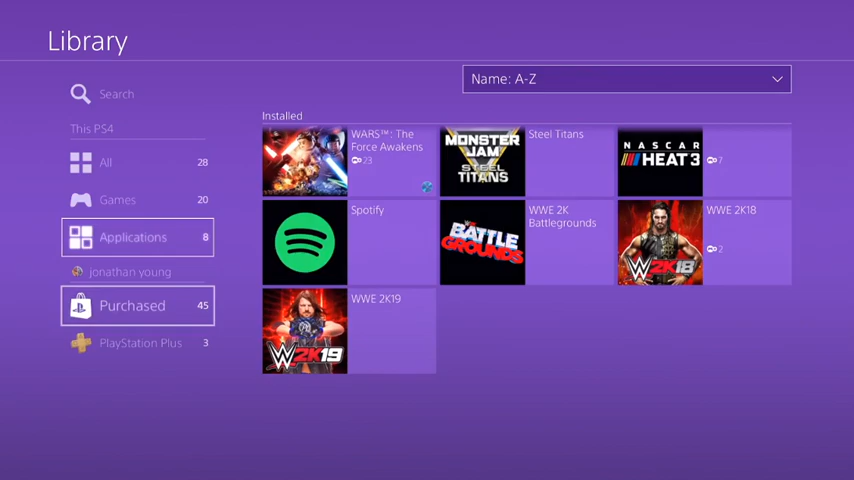 Library
Search
Name: A-Z
This PS4
All 28
Games 20
Applications 8
jonathan young
Purchased 45
PlayStation Plus 3
Installed
WARS™: The
Force Awakens
23
MONSTER
JAM
STEEL
TITANS
Steel Titans
NASCAR
HEAT 3
7
Spotify
WWE 2K
Battlegrounds
BATTLE
GROUNDS
WWE 2K18
2
2K18
WWE 2K19
2K19